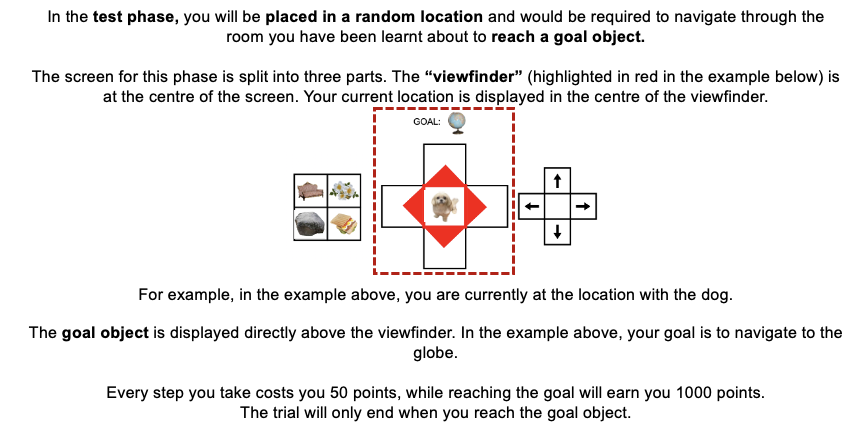 In the test phase, you will be placed in a random location and would be required to navigate through the
room you have been learnt about to reach a goal object.
The screen for this phase is split into three parts. The “viewfinder” (highlighted in red in the example below) is
at the centre of the screen. Your current location is displayed in the centre of the viewfinder.
GOAL:
For example, in the example above, you are currently at the location with the dog.
The goal object is displayed directly above the viewfinder. In the example above, your goal is to navigate to the
globe.
Every step you take costs you 50 points, while reaching the goal will earn you 1000 points.
The trial will only end when you reach the goal object.